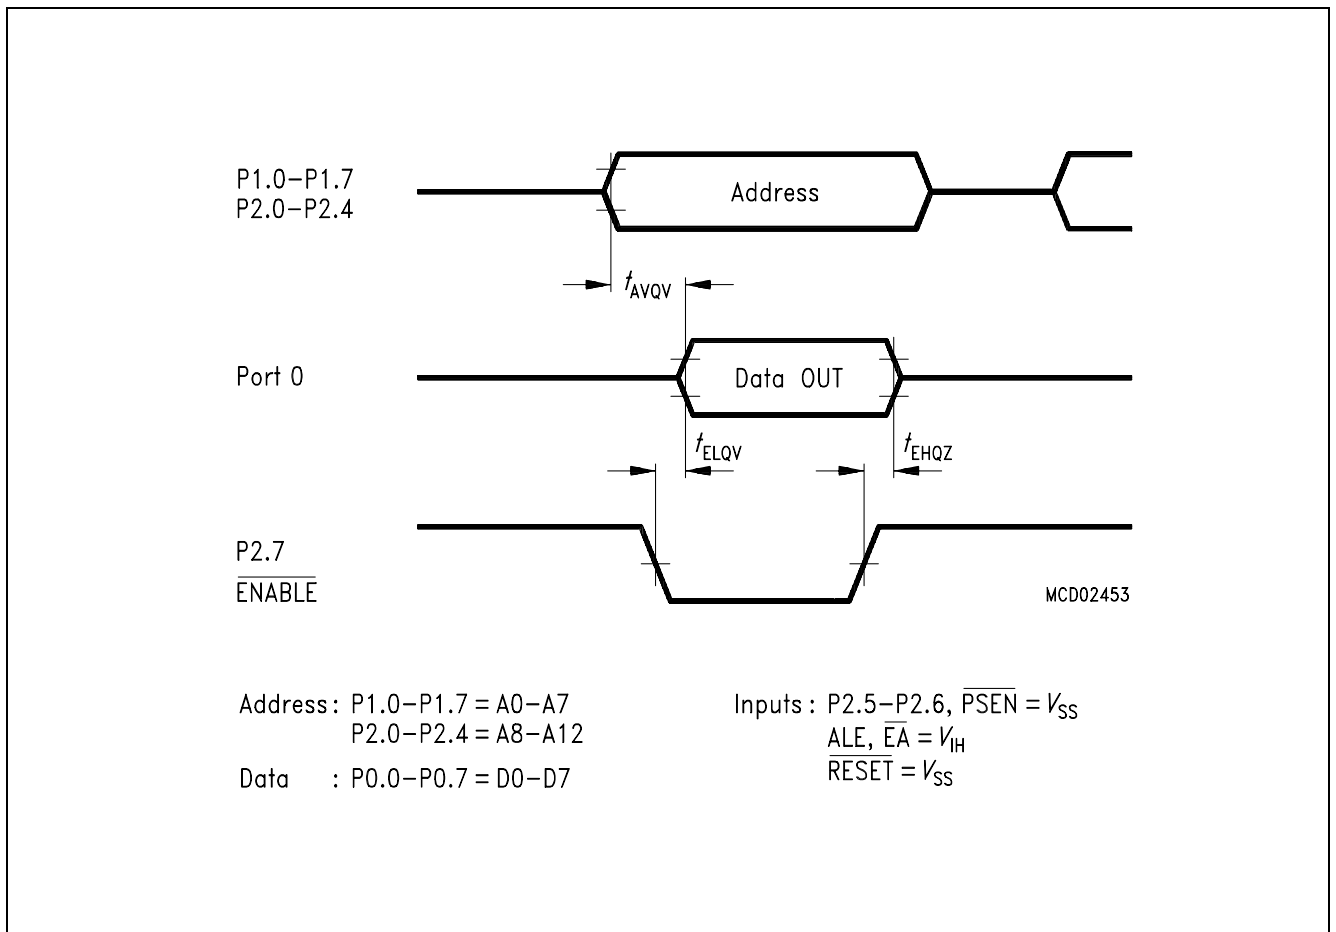 P1.0–P1.7
P2.0–P2.4
Address
tAVQV
Port 0
Data OUT
tELQV
tEHQZ
P2.7
ENABLE
MCD02453
Address: P1.0–P1.7 = A0–A7
P2.0–P2.4 = A8–A12
Data : P0.0–P0.7 = D0–D7
Inputs : P2.5–P2.6, PSEN = VSS
ALE, EA = VIH
RESET = VSS